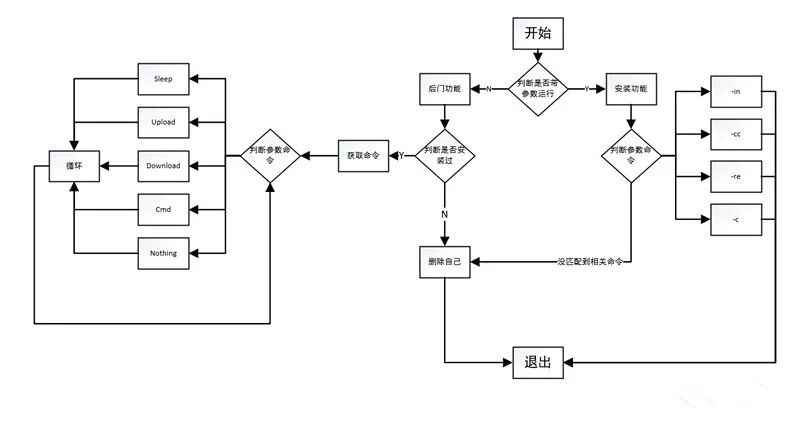 开始
判断是否带
参数运行
N
Y
后门功能
安装功能
判断是否安
装过
Y
N
获取命令
判断参数命
令
Sleep
Upload
Download
Cmd
Nothing
循环
判断参数命
令
-in
-cc
-re
-c
没匹配到相关命令
删除自己
退出